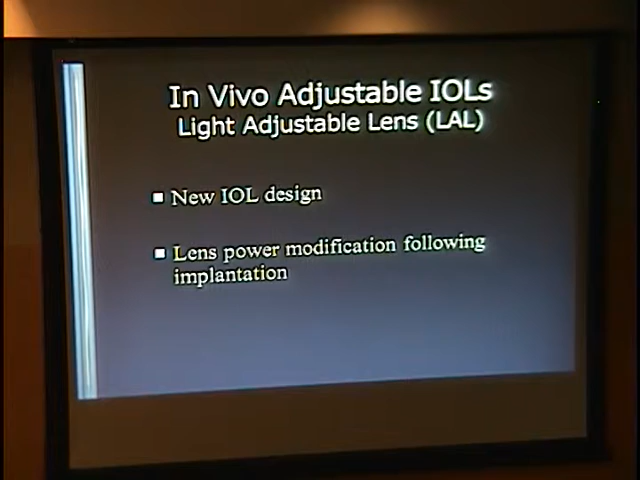 In Vivo Adjustable IOLs
Light Adjustable Lens (LAL)
New IOL design
Lens power modification following
implantation